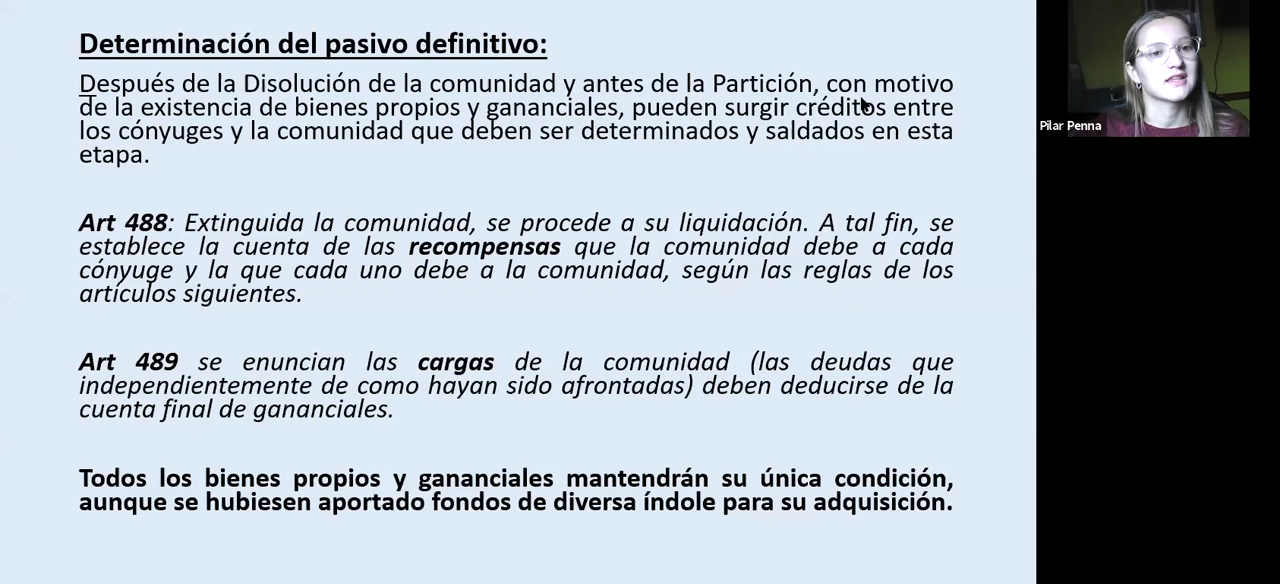 Determinación del pasivo definitivo:
Después de la Disolución de la comunidad y antes de la Partición, con motivo
de la existencia de bienes propios y gananciales, pueden surgir créditos entre
los cónyuges y la comunidad que deben ser determinados y saldados en esta
etapa.
Art 488: Extinguida la comunidad, se procede a su liquidación. A tal fin, se
establece la cuenta de las recompensas que la comunidad debe a cada
cónyuge y la que cada uno debe a la comunidad, según las reglas de los
artículos siguientes.
Art 489 se enuncian las cargas de la comunidad (las deudas que
independientemente de como hayan sido afrontadas) deben deducirse de la
cuenta final de gananciales.
Todos los bienes propios y gananciales mantendrán su única condición,
aunque se hubiesen aportado fondos de diversa índole para su adquisición.
Pilar Penna